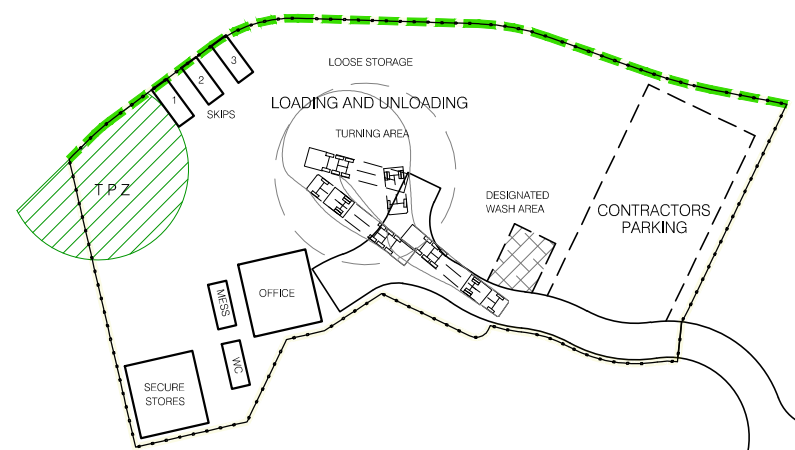 LOOSE STORAGE
3
2
1
SKIPS
LOADING AND UNLOADING
TURNING AREA
T P Z
DESIGNATED
WASH AREA
CONTRACTORS
PARKING
OFFICE
MESS
WC
SECURE
STORES